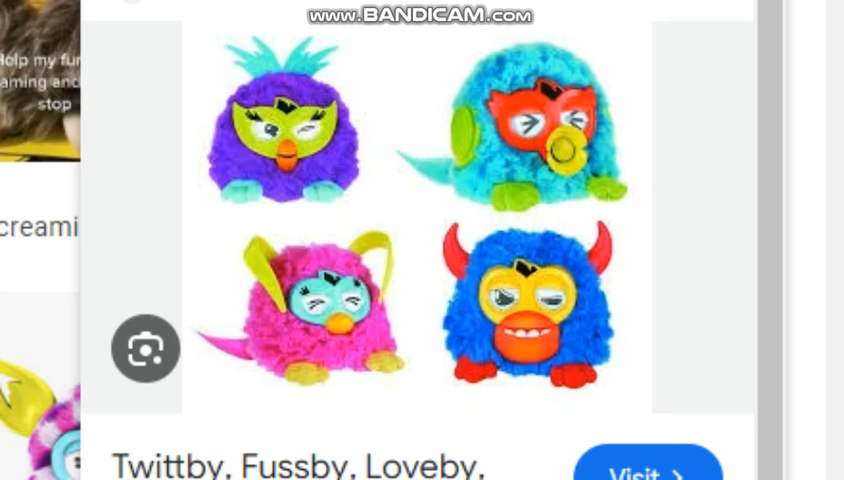 www.BANDICAM.com
Help my fur
aming and
stop
creami
Twittby, Fussby, Loveby,
Visit >